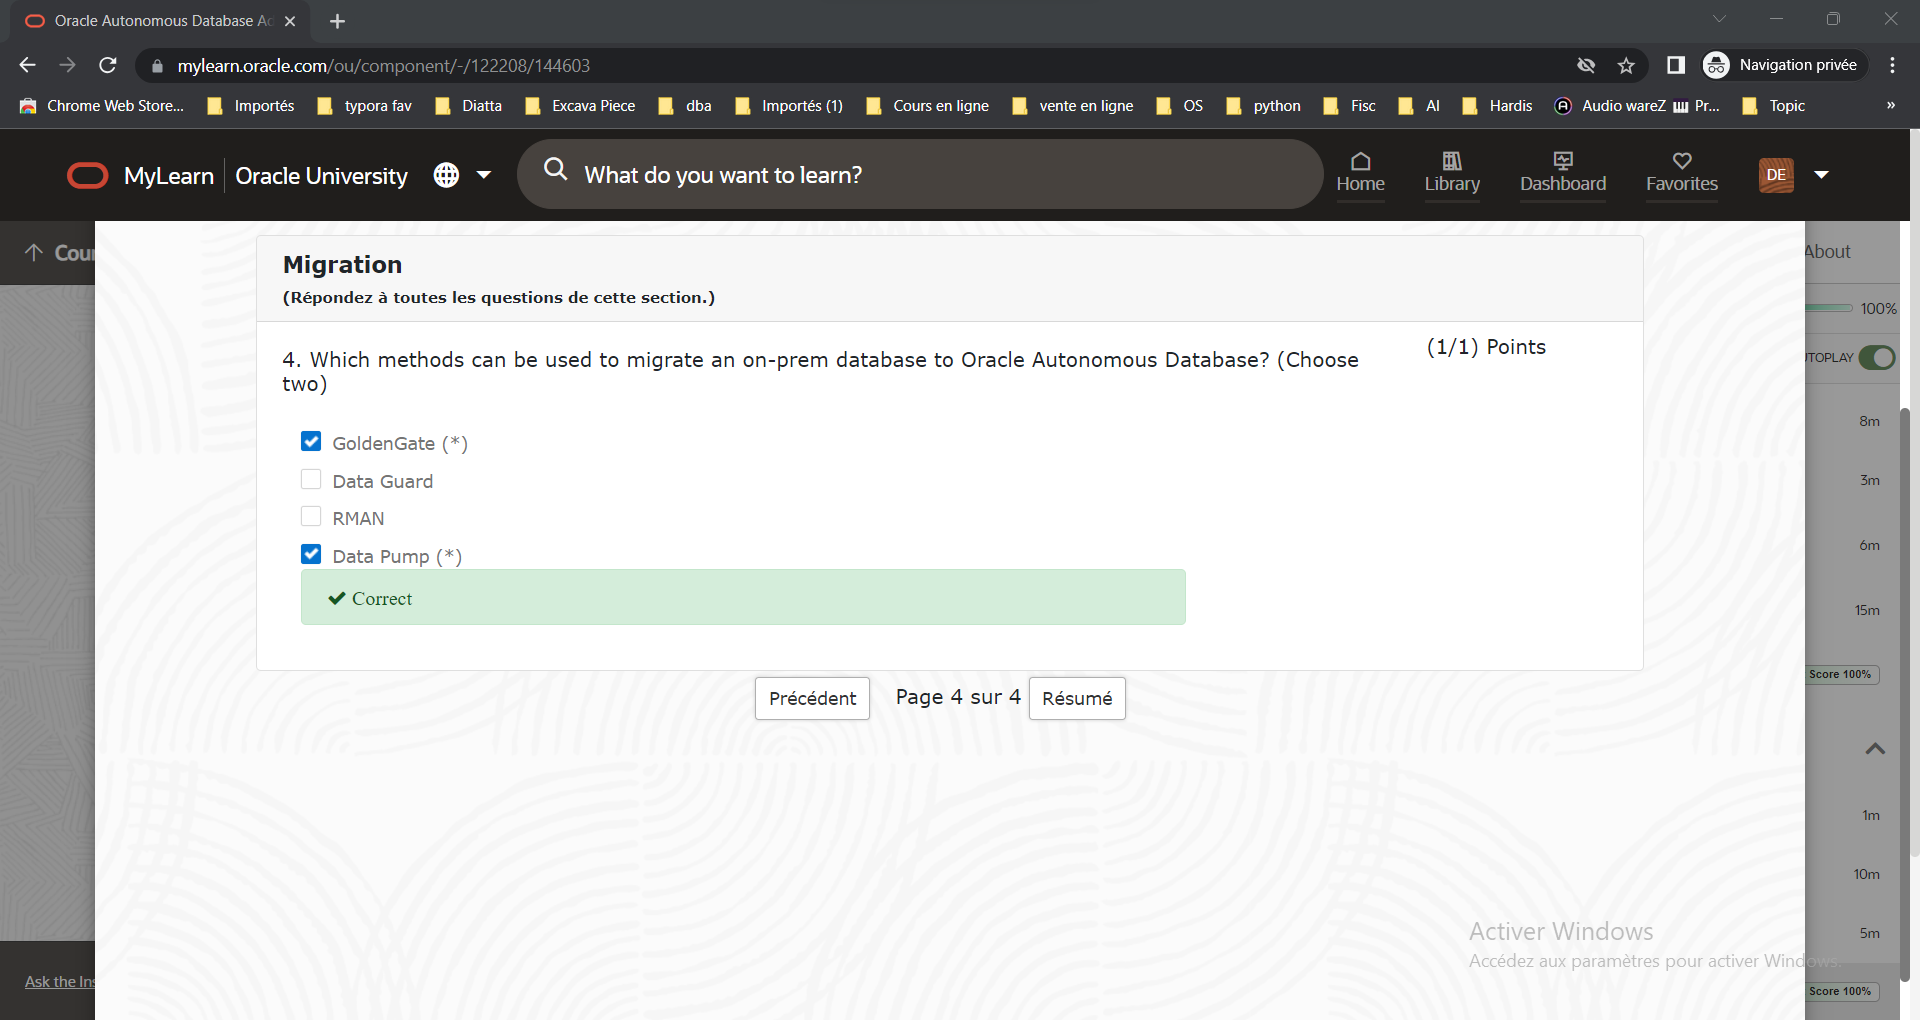 Oracle Autonomous Database Ad
mylearn.oracle.com/ou/component/-/122208/144603
Navigation privée
Chrome Web Store...
Importés
typora fav
Diatta
Excava Piece
dba
Importés (1)
Cours en ligne
vente en ligne
OS
python
Fisc
AI
Hardis
Audio wareZ
Pr...
Topic
»
MyLearn
Oracle University
What do you want to learn?
Home
Library
Dashboard
Favorites
DE
Cour
About
Migration
(Répondez à toutes les questions de cette section.)
100%
4. Which methods can be used to migrate an on-prem database to Oracle Autonomous Database? (Choose
two)
(1/1) Points
TOPLAY
GoldenGate (*)
Data Guard
RMAN
Data Pump (*)
Correct
8m
3m
6m
15m
Score 100%
Précédent
Page 4 sur 4
Résumé
1m
10m
5m
Activer Windows
Accédez aux paramètres pour activer Windows.
Ask the Ins
Score 100%